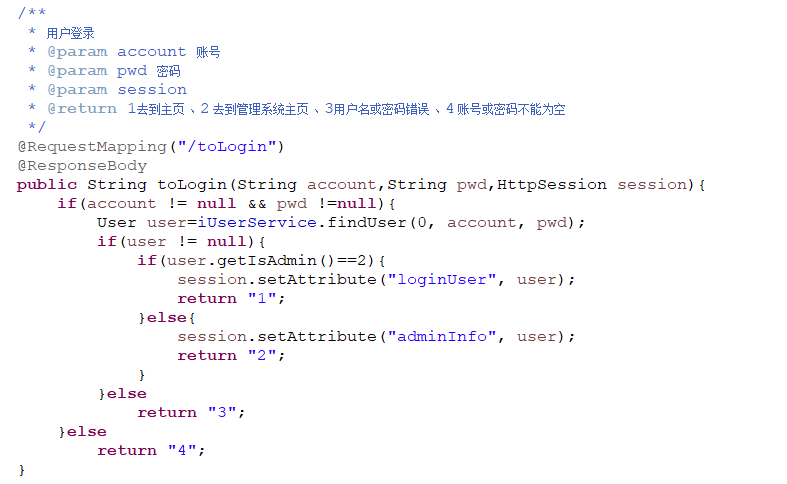 /**
 * 用户登录
 * @param account 账号
 * @param pwd 密码
 * @param session
 * @return 1去到主页、2 去到管理系统主页、3用户名或密码错误、4 账号或密码不能为空
 */
@RequestMapping("/toLogin")
@ResponseBody
public String toLogin(String account,String pwd,HttpSession session){
    if(account != null && pwd !=null){
        User user=iUserService.findUser(0, account, pwd);
        if(user != null){
            if(user.getIsAdmin()==2){
                session.setAttribute("loginUser", user);
                return "1";
            }else{
                session.setAttribute("adminInfo", user);
                return "2";
            }
        }else
            return "3";
    }else
        return "4";
}